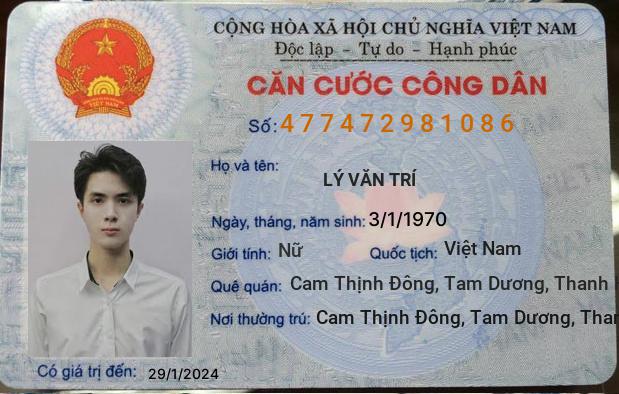 CỘNG HÒA XÃ HỘI CHỦ NGHĨA VIỆT NAM
Độc lập - Tự do - Hạnh phúc
CĂN CƯỚC CÔNG DÂN
Số: 477472981086
Họ và tên:
LÝ VĂN TRÍ
Ngày, tháng, năm sinh: 3/1/1970
Giới tính: Nữ Quốc tịch: Việt Nam
Quê quán: Cam Thịnh Đông, Tam Dương, Thanh
Nơi thường trú: Cam Thịnh Đông, Tam Dương, Than
Có giá trị đến: 29/1/2024
VIỆT NAM